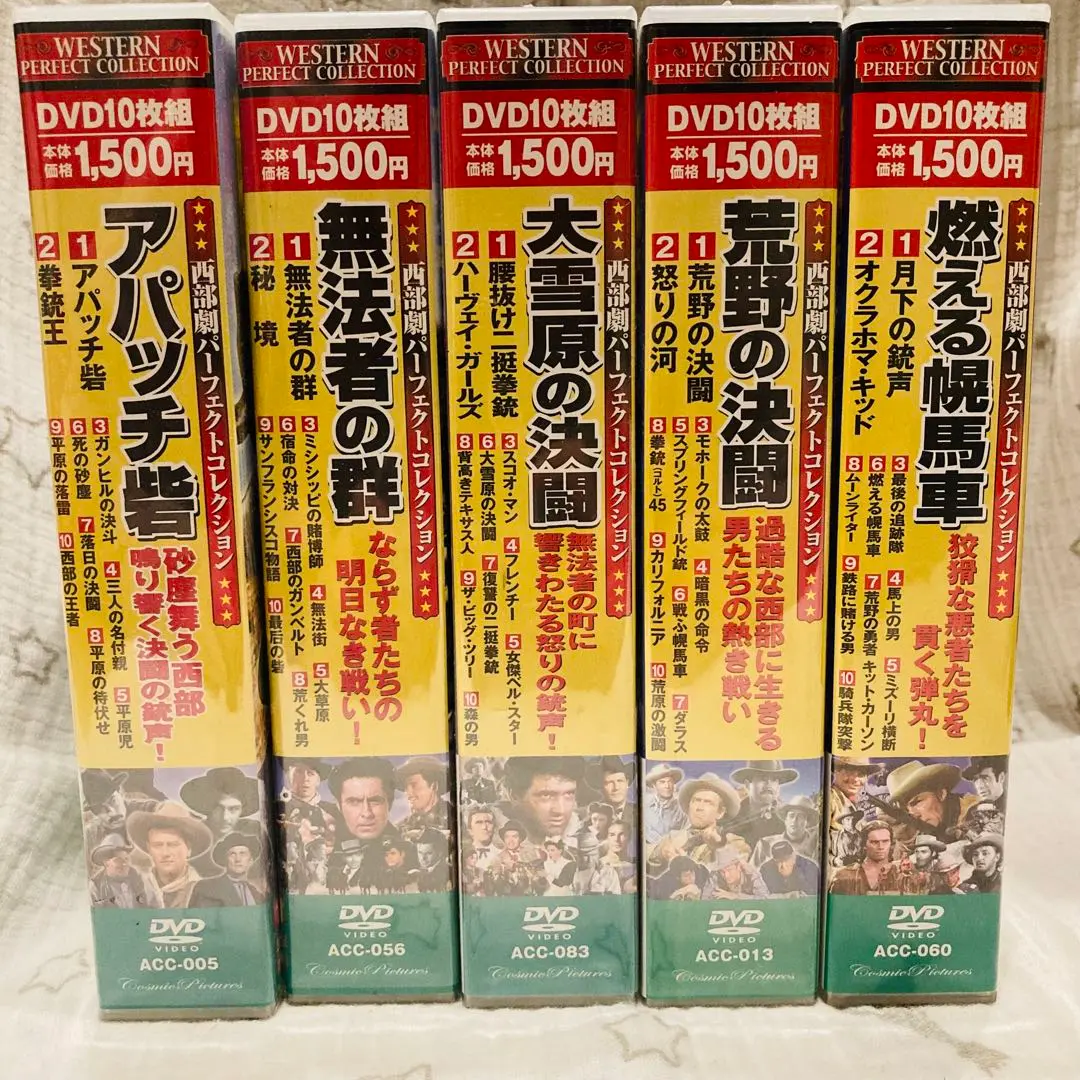 WESTERN
PERFECT COLLECTION
DVD10枚組
本体価格 1,500円
西部劇パーフェクトコレクション
アパッチ砦
砂塵舞う西部
鳴り響く決闘の銃声!
1 アパッチ砦
2 拳銃王
3 ガンヒルの決斗
4 三人の名付親
5 平原児
6 死の砂塵
7 落日の決闘
8 平原の待伏せ
9 平原の落雷
10 西部の王者
DVD
VIDEO
ACC-005
Cosmic Pictures
WESTERN
PERFECT COLLECTION
DVD10枚組
本体価格 1,500円
西部劇パーフェクトコレクション
無法者の群
ならず者たちの
明日なき戦い!
1 無法者の群
2 秘境
3 ミシシッピの賭博師
4 無法街
5 大草原
6 宿命の対決
7 西部のガンベルト
8 荒くれ男
9 サンフランシスコ物語
10 最后の砦
DVD
VIDEO
ACC-056
Cosmic Pictures
WESTERN
PERFECT COLLECTION
DVD10枚組
本体価格 1,500円
西部劇パーフェクトコレクション
大雪原の決闘
無法者の町に
響きわたる怒りの銃声!
1 腰抜け二挺拳銃
2 ハーヴェイ・ガールズ
3 スコオ・マン
4 フレンチー
5 女傑ベル・スター
6 大雪原の決闘
7 復讐の二挺拳銃
8 背高きテキサス人
9 ザ・ビッグ・ツリー
10 森の男
DVD
VIDEO
ACC-083
Cosmic Pictures
WESTERN
PERFECT COLLECTION
DVD10枚組
本体価格 1,500円
西部劇パーフェクトコレクション
荒野の決闘
過酷な西部に生きる
男たちの熱き戦い
1 荒野の決闘
2 怒りの河
3 モホークの太鼓
4 暗黒の命令
5 スプリングフィールド銃
6 戦う幌馬車
7 ダラス
8 拳銃(コルト)45
9 カリフォルニア
10 荒原の激闘
DVD
VIDEO
ACC-013
Cosmic Pictures
WESTERN
PERFECT COLLECTION
DVD10枚組
本体価格 1,500円
西部劇パーフェクトコレクション
燃える幌馬車
狡猾な悪者たちを
貫く弾丸!
1 月下の銃声
2 オクラホマ・キッド
3 最後の追跡隊
4 馬上の男
5 ミズーリ横断
6 燃える幌馬車
7 荒野の勇者 キット・カーソン
8 ムーンライター
9 鉄路に賭ける男
10 騎兵隊突撃
DVD
VIDEO
ACC-060
Cosmic Pictures